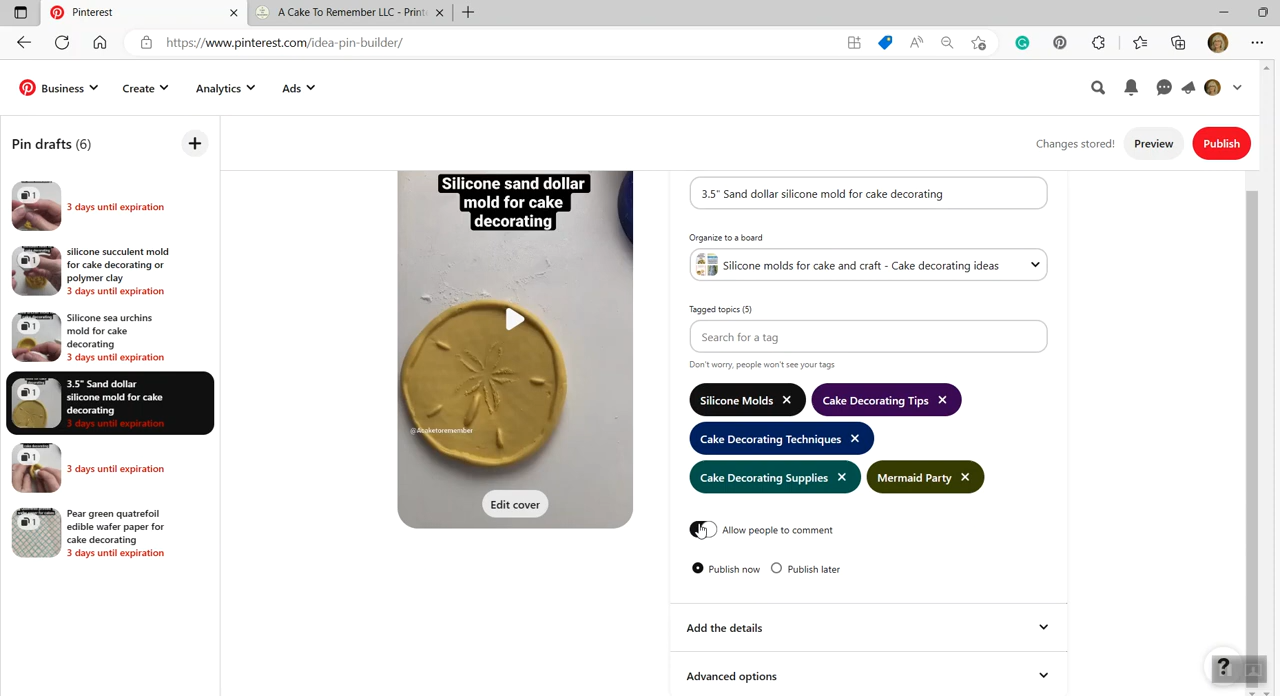 Pinterest
A Cake To Remember LLC - Printe
https://www.pinterest.com/idea-pin-builder/
Business
Create
Analytics
Ads
Pin drafts (6)
Changes stored!
Preview
Publish
1
3 days until expiration
1
silicone succulent mold
for cake decorating or
polymer clay
3 days until expiration
1
Silicone sea urchins
mold for cake
decorating
3 days until expiration
1
3.5" Sand dollar
silicone mold for cake
decorating
3 days until expiration
1
3 days until expiration
1
Pear green quatrefoil
edible wafer paper for
cake decorating
3 days until expiration
Silicone sand dollar
mold for cake
decorating
@Acaketoremember
Edit cover
3.5" Sand dollar silicone mold for cake decorating
Organize to a board
Silicone molds for cake and craft - Cake decorating ideas
Tagged topics (5)
Search for a tag
Don't worry, people won't see your tags
Silicone Molds
Cake Decorating Tips
Cake Decorating Techniques
Cake Decorating Supplies
Mermaid Party
Allow people to comment
Publish now
Publish later
Add the details
Advanced options
?